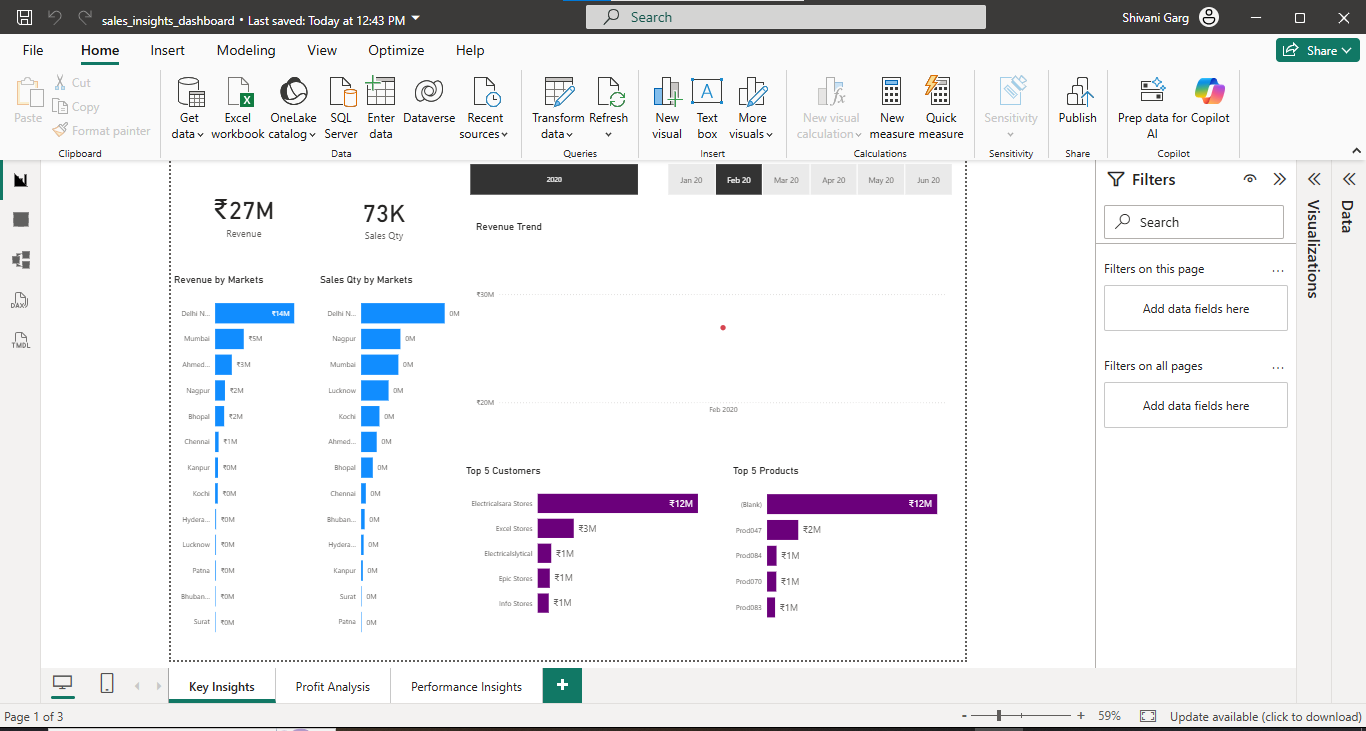 sales_insights_dashboard • Last saved: Today at 12:43 PM
Search
Shivani Garg
File
Home
Insert
Modeling
View
Optimize
Help
Share
Paste
Cut
Copy
Format painter
Clipboard
Get data
Excel workbook
OneLake catalog
SQL Server
Enter data
Dataverse
Recent sources
Data
Transform data
Refresh
Queries
New visual
Text box
More visuals
Insert
New visual calculation
New measure
Quick measure
Calculations
Sensitivity
Sensitivity
Publish
Share
Prep data for AI
Copilot
Copilot
DAX
TMDL
2020
Jan 20
Feb 20
Mar 20
Apr 20
May 20
Jun 20
₹27M
Revenue
73K
Sales Qty
Revenue Trend
₹30M
₹20M
Feb 2020
Revenue by Markets
Delhi N... ₹14M
Mumbai ₹5M
Ahmed... ₹3M
Nagpur ₹2M
Bhopal ₹2M
Chennai ₹1M
Kanpur ₹0M
Kochi ₹0M
Hydera... ₹0M
Lucknow ₹0M
Patna ₹0M
Bhuban... ₹0M
Surat ₹0M
Sales Qty by Markets
Delhi N... 0M
Nagpur 0M
Mumbai 0M
Lucknow 0M
Kochi 0M
Ahmed... 0M
Bhopal 0M
Chennai 0M
Bhuban... 0M
Hydera... 0M
Kanpur 0M
Surat 0M
Patna 0M
Top 5 Customers
Electricalsara Stores ₹12M
Excel Stores ₹3M
Electricalslytical ₹1M
Epic Stores ₹1M
Info Stores ₹1M
Top 5 Products
(Blank) ₹12M
Prod047 ₹2M
Prod084 ₹1M
Prod070 ₹1M
Prod083 ₹1M
Filters
Search
Filters on this page
...
Add data fields here
Filters on all pages
...
Add data fields here
Visualizations
Data
Key Insights
Profit Analysis
Performance Insights
Page 1 of 3
- + 59%
Update available (click to download)